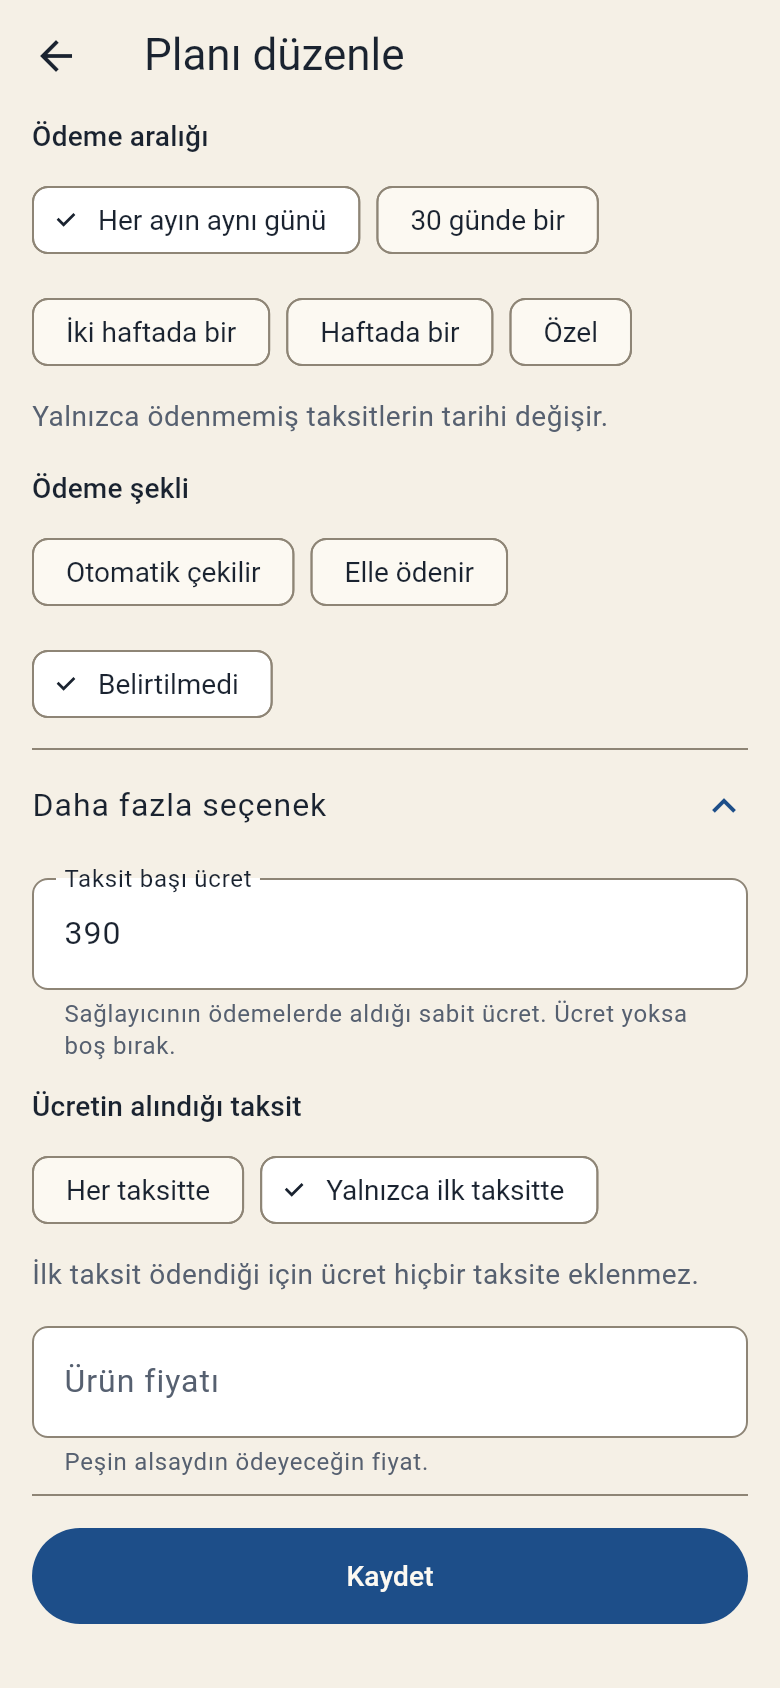 Planı düzenle
Ödeme aralığı
Her ayın aynı günü
30 günde bir
İki haftada bir
Haftada bir
Özel
Yalnızca ödenmemiş taksitlerin tarihi değişir.
Ödeme şekli
Otomatik çekilir
Elle ödenir
Belirtilmedi
Daha fazla seçenek
Taksit başı ücret
390
Sağlayıcının ödemelerde aldığı sabit ücret. Ücret yoksa
boş bırak.
Ücretin alındığı taksit
Her taksitte
Yalnızca ilk taksitte
İlk taksit ödendiği için ücret hiçbir taksite eklenmez.
Ürün fiyatı
Peşin alsaydın ödeyeceğin fiyat.
Kaydet